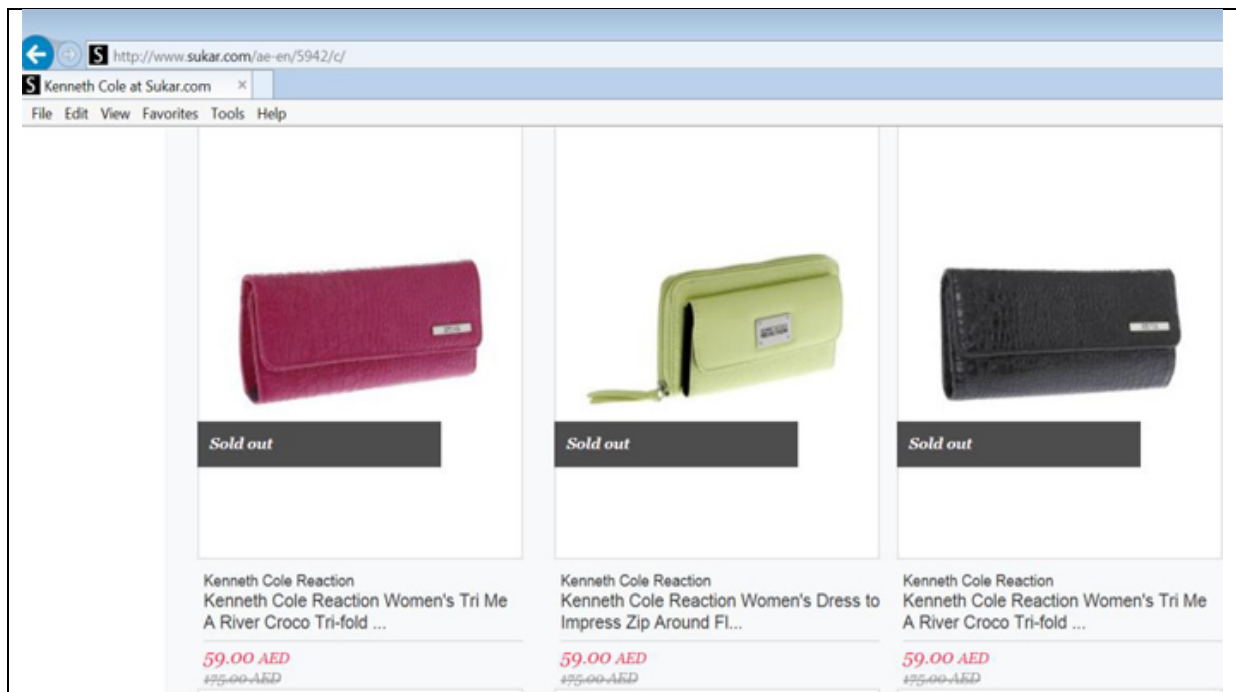 S http://www.sukar.com/ae-en/5942/c/
S Kenneth Cole at Sukar.com ×
File Edit View Favorites Tools Help
REACTION
Sold out
Sold out
Sold out
Kenneth Cole Reaction
Kenneth Cole Reaction Women's Tri Me
A River Croco Tri-fold ...
59.00 AED
175.00 AED
Kenneth Cole Reaction
Kenneth Cole Reaction Women's Dress to
Impress Zip Around Fl...
59.00 AED
175.00 AED
Kenneth Cole Reaction
Kenneth Cole Reaction Women's Tri Me
A River Croco Tri-fold ...
59.00 AED
175.00 AED